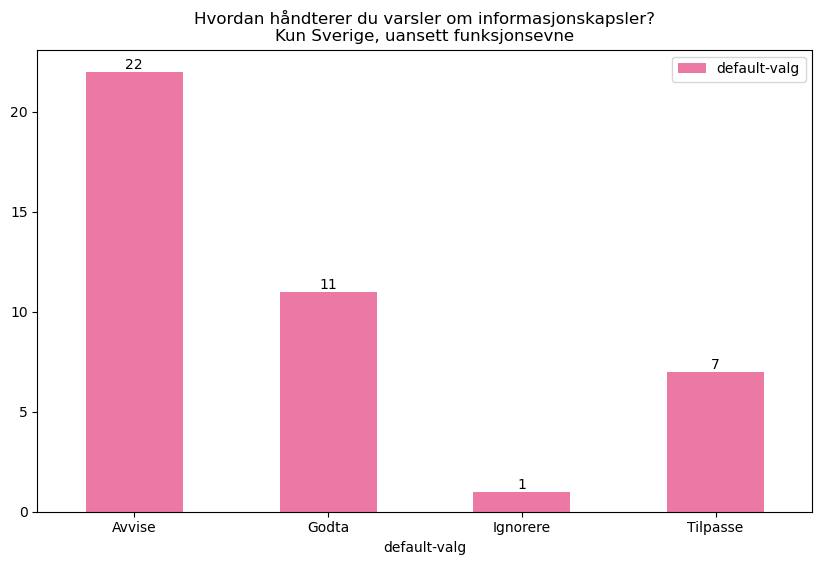 Hvordan håndterer du varsler om informasjonskapsler?
Kun Sverige, uansett funksjonsevne
default-valg
22
11
1
7
20
15
10
5
0
Avvise
Godta
Ignorere
Tilpasse
default-valg